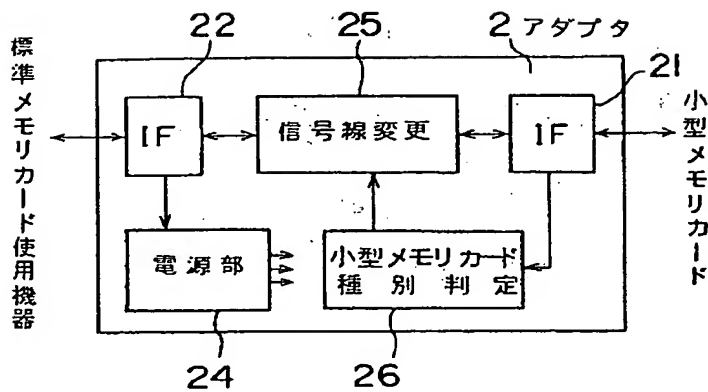 22
25
2 アダプタ
21
標準メモリカード使用機器
IF
信号線変更
IF
小型メモリカード
電源部
小型メモリカード
種別判定
24
26